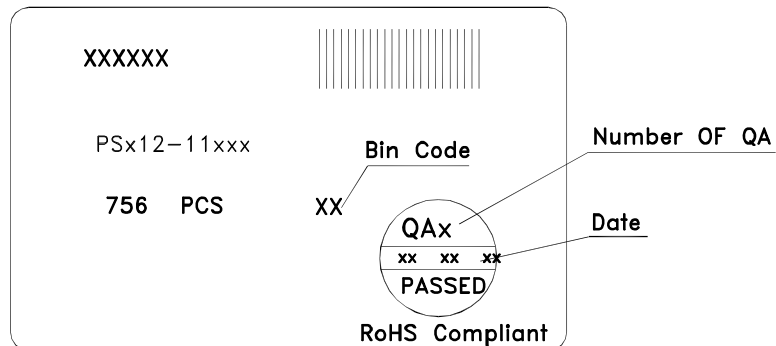 XXXXXX
PSx12-11xxx
Bin Code
Number OF QA
756 PCS
XX
QAx
Date
xx xx xx
PASSED
RoHS Compliant